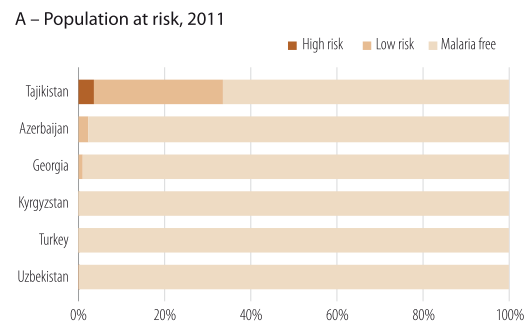 A – Population at risk, 2011
High risk Low risk Malaria free
Tajikistan
Azerbaijan
Georgia
Kyrgyzstan
Turkey
Uzbekistan
0% 20% 40% 60% 80% 100%